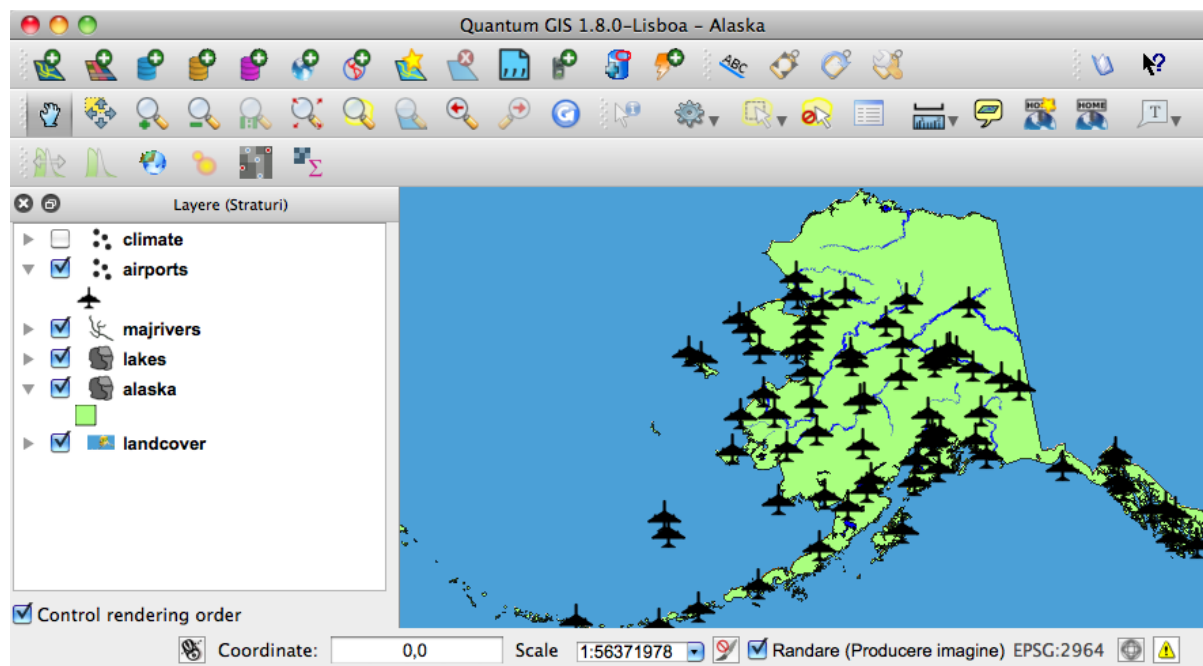 Quantum GIS 1.8.0-Lisboa - Alaska
ABC
HOME
HOME
T
Layere (Straturi)
climate
airports
majrivers
lakes
alaska
landcover
Control rendering order
Coordinate: 0,0 Scale 1:56371978 Randare (Producere imagine) EPSG:2964